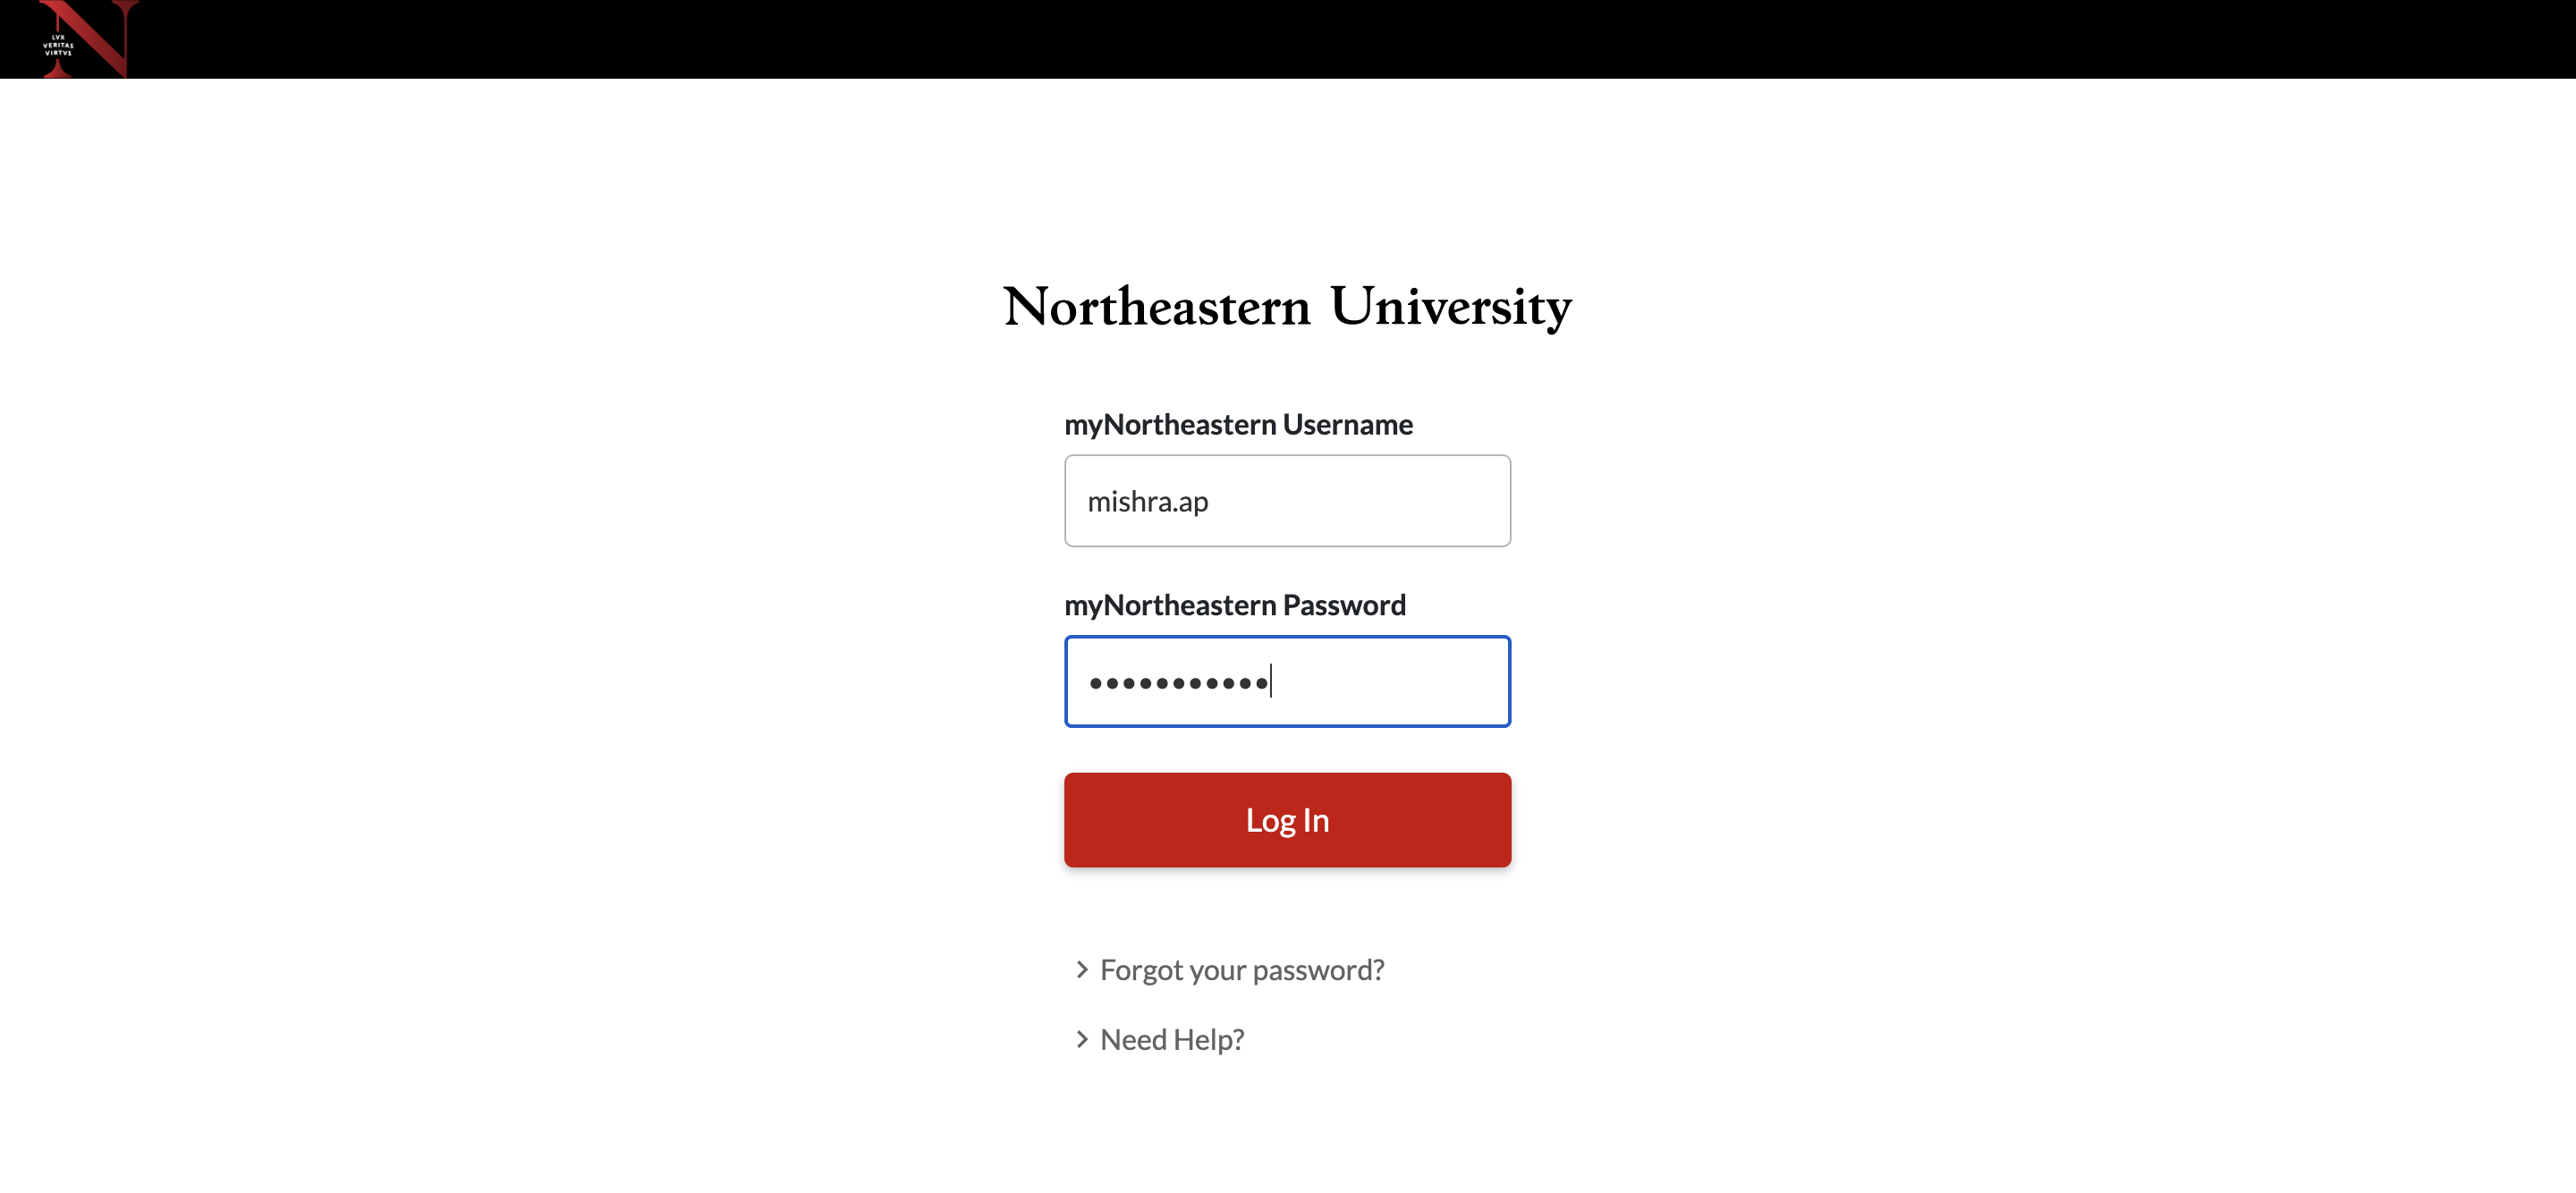 LVX
VERITAS
VIRTVS
Northeastern University
myNortheastern Username
mishra.ap
myNortheastern Password
•••••••••••
Log In
Forgot your password?
Need Help?